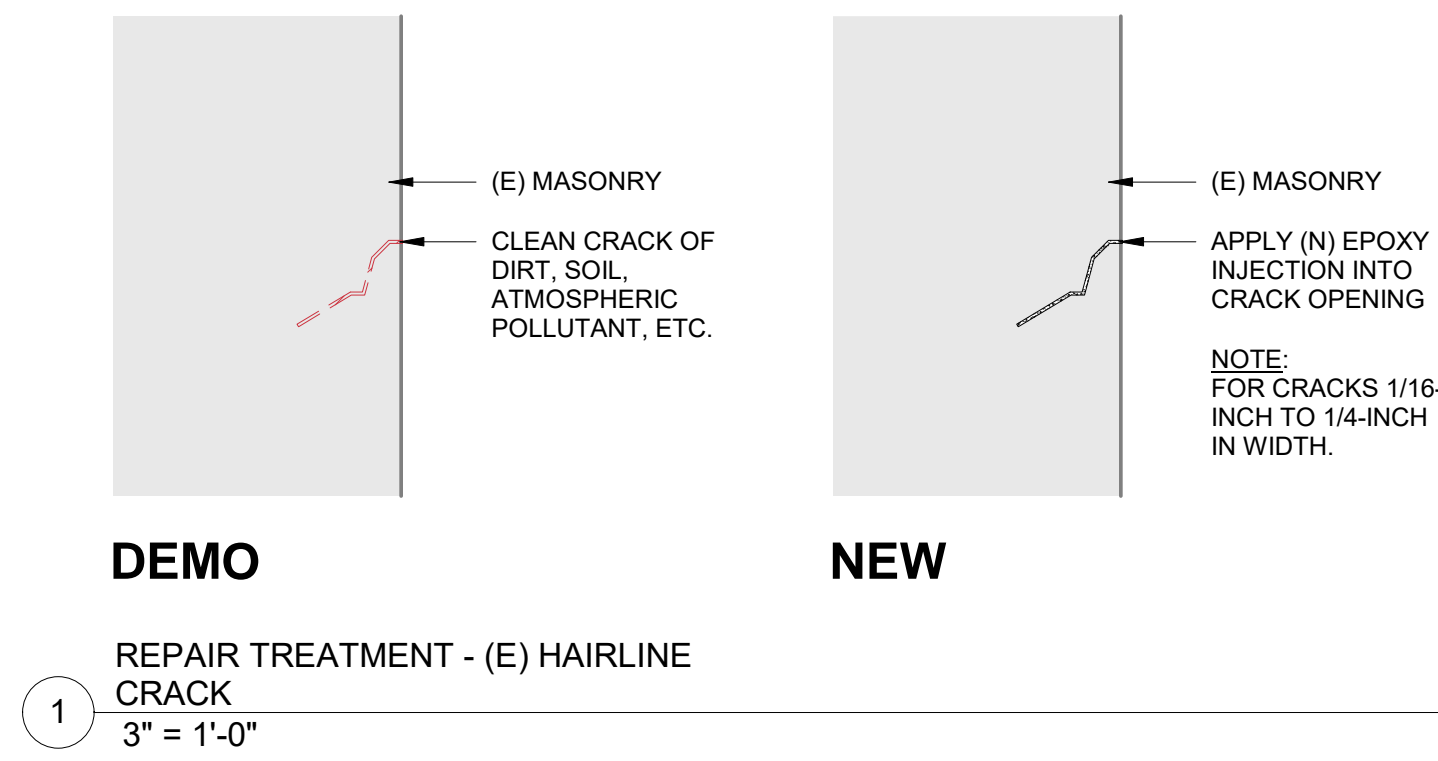 (E) MASONRY
CLEAN CRACK OF
DIRT, SOIL,
ATMOSPHERIC
POLLUTANT, ETC.
DEMO
(E) MASONRY
APPLY (N) EPOXY
INJECTION INTO
CRACK OPENING
NOTE:
FOR CRACKS 1/16-
INCH TO 1/4-INCH
IN WIDTH.
NEW
1
REPAIR TREATMENT - (E) HAIRLINE
CRACK
3" = 1'-0"